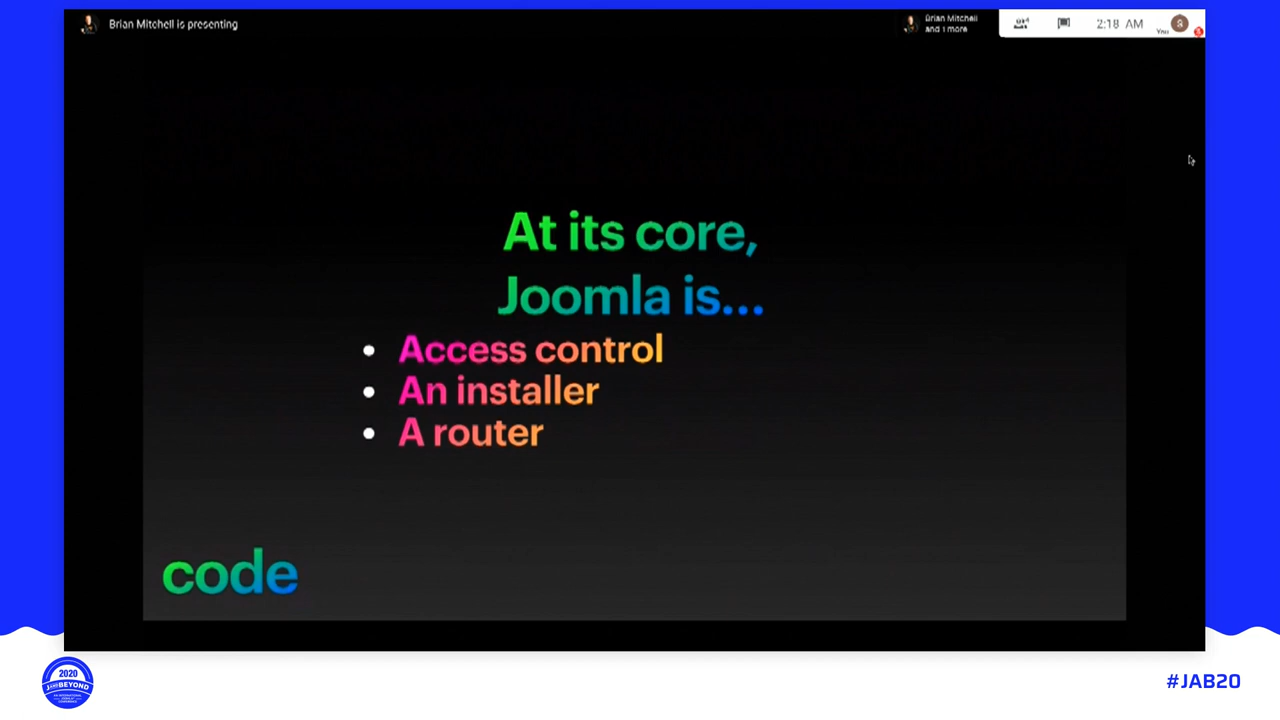 Brian Mitchell is presenting
Brian Mitchell
and 1 more
2:18 AM
You
S
At its core,
Joomla is...
Access control
An installer
A router
code
2020
#JAB20